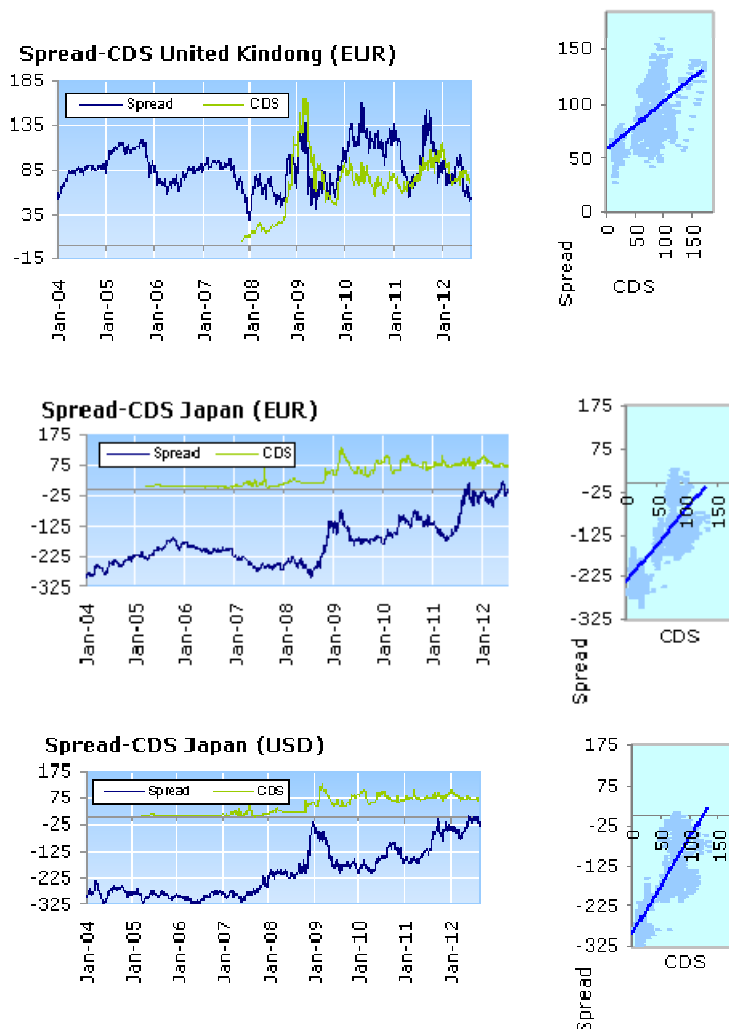 Spread-CDS United Kindong (EUR)
185
135
85
35
-15
Spread CDS
Jan-04 Jan-05 Jan-06 Jan-07 Jan-08 Jan-09 Jan-10 Jan-11 Jan-12
150
100
50
0
0 50 100 150
Spread
CDS
Spread-CDS Japan (EUR)
175
75
-25
-125
-225
-325
Spread CDS
Jan-04 Jan-05 Jan-06 Jan-07 Jan-08 Jan-09 Jan-10 Jan-11 Jan-12
175
75
-25
-125
-225
-325
0 50 100 150
Spread
CDS
Spread-CDS Japan (USD)
175
75
-25
-125
-225
-325
Spread CDS
Jan-04 Jan-05 Jan-06 Jan-07 Jan-08 Jan-09 Jan-10 Jan-11 Jan-12
175
75
-25
-125
-225
-325
0 50 100 150
Spread
CDS